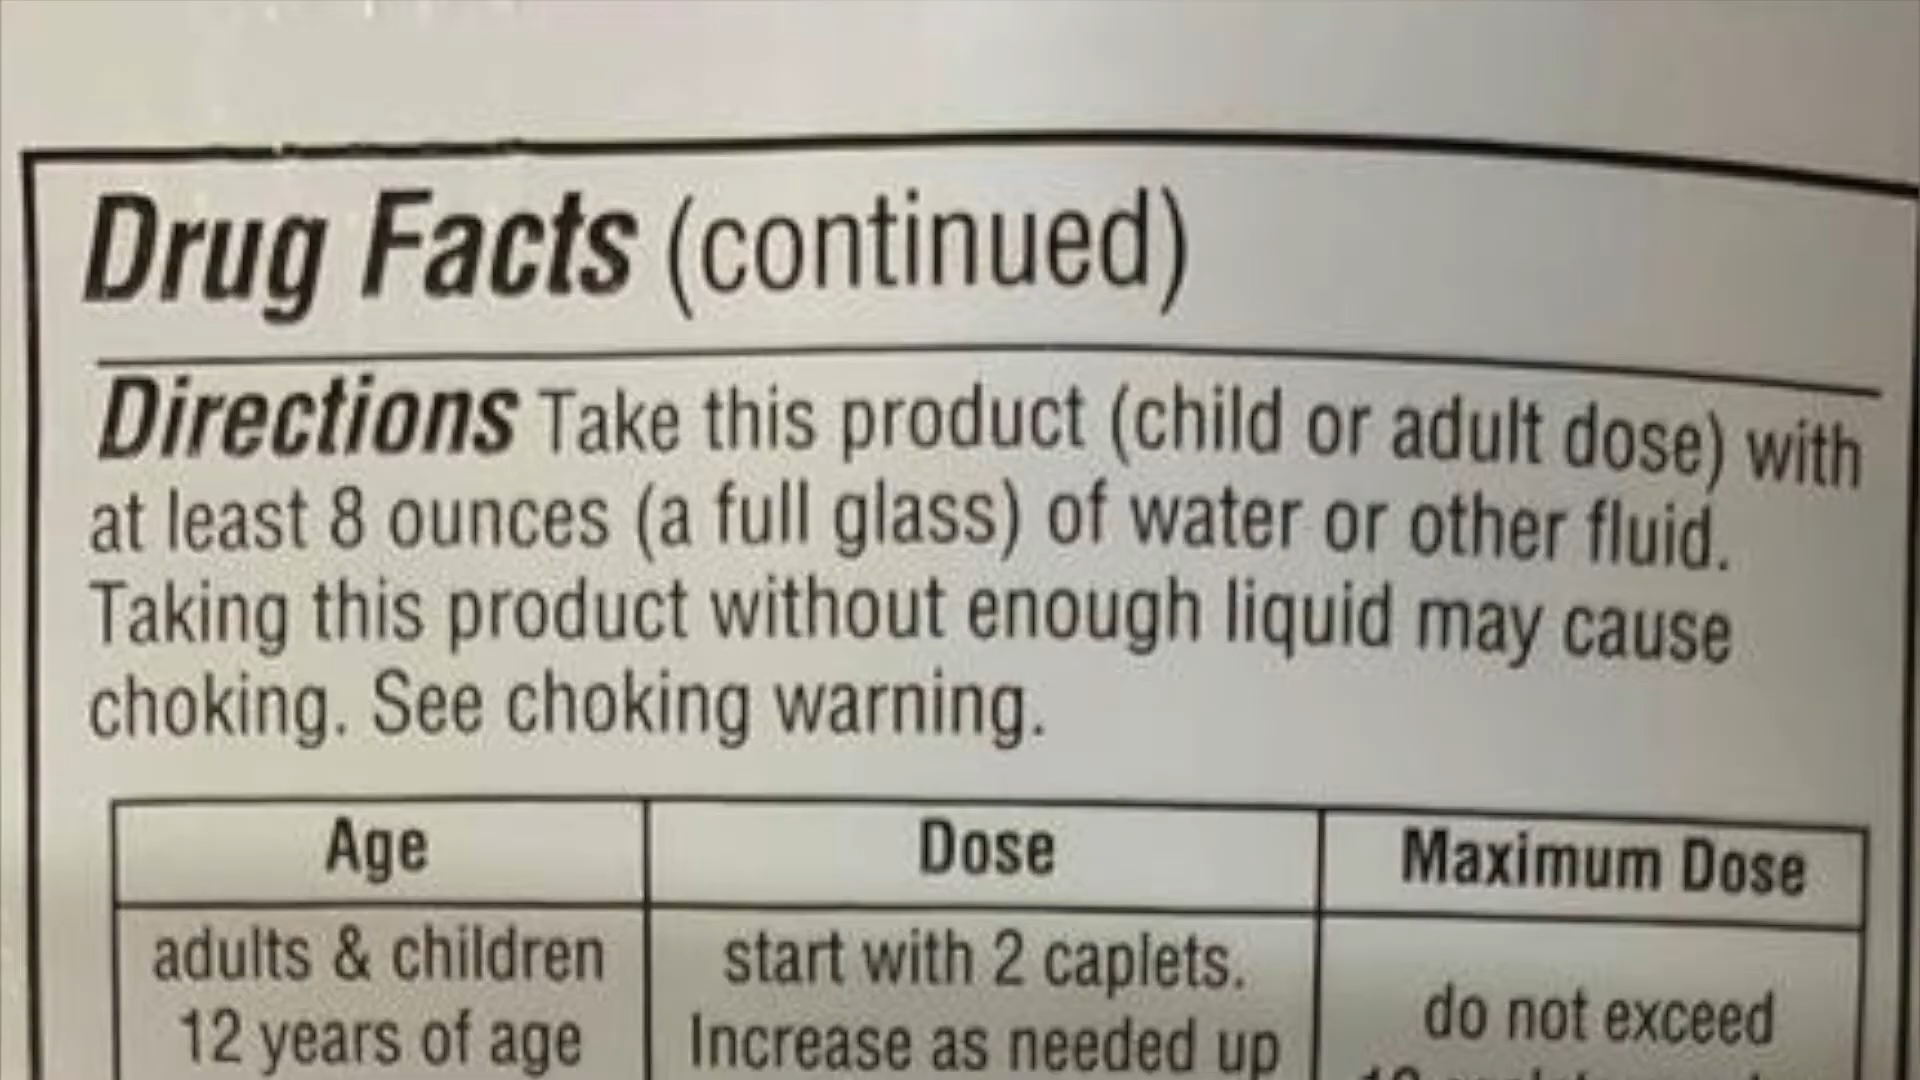 Drug Facts (continued)
Directions Take this product (child or adult dose) with
at least 8 ounces (a full glass) of water or other fluid.
Taking this product without enough liquid may cause
choking. See choking warning.
Age Dose Maximum Dose
adults & children start with 2 caplets.
do not exceed
12 years of age Increase as needed up